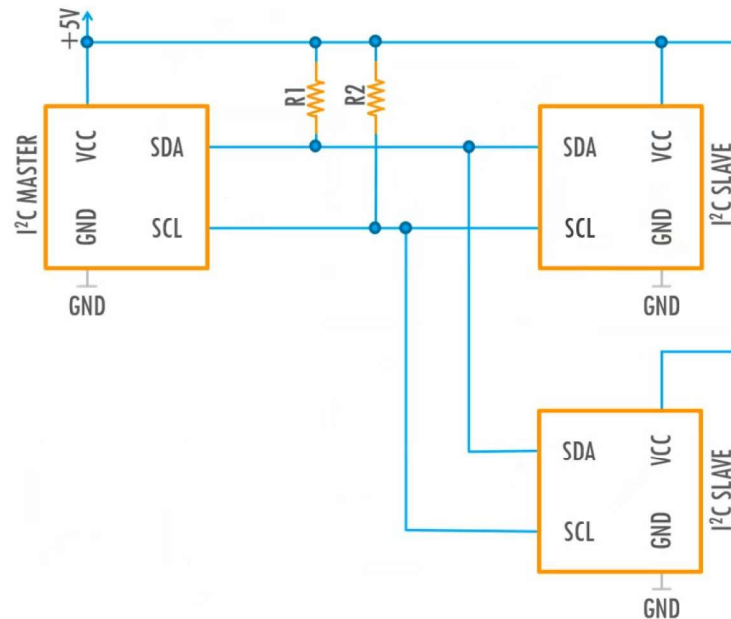 +5V
R1
R2
I²C MASTER
VCC
SDA
GND
SCL
GND
SDA
VCC
SCL
GND
I²C SLAVE
GND
SDA
VCC
SCL
GND
I²C SLAVE
GND